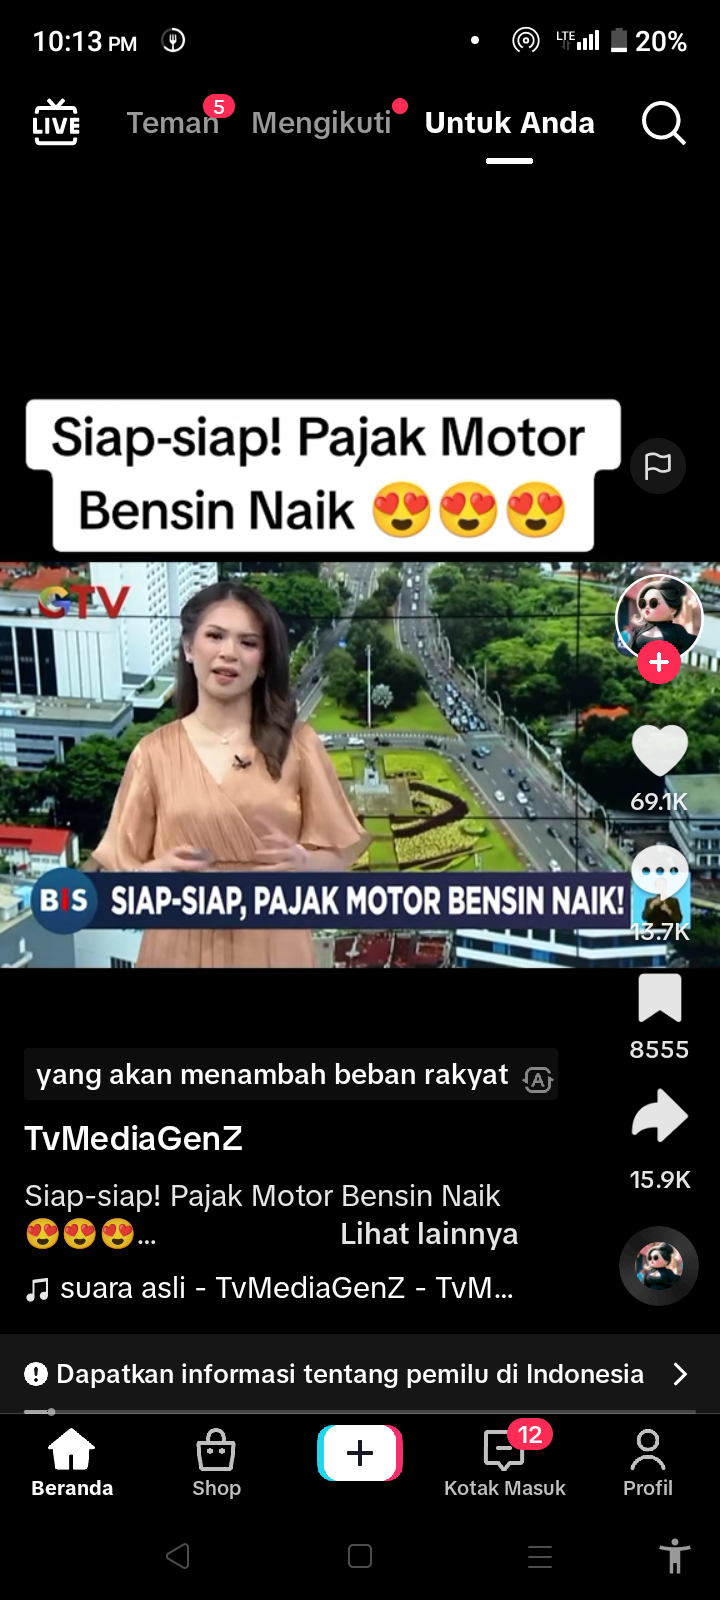 10:13 PM
LTE
20%
LIVE
Teman 5 Mengikuti Untuk Anda
Siap-siap! Pajak Motor
Bensin Naik 😍😍😍
GTV
69.1K
BIS SIAP-SIAP, PAJAK MOTOR BENSIN NAIK!
13.7K
8555
yang akan menambah beban rakyat A
TvMediaGenZ
15.9K
Siap-siap! Pajak Motor Bensin Naik
😍😍😍... Lihat lainnya
suara asli - TvMediaGenZ - TvM...
Dapatkan informasi tentang pemilu di Indonesia
12
Beranda Shop Kotak Masuk Profil